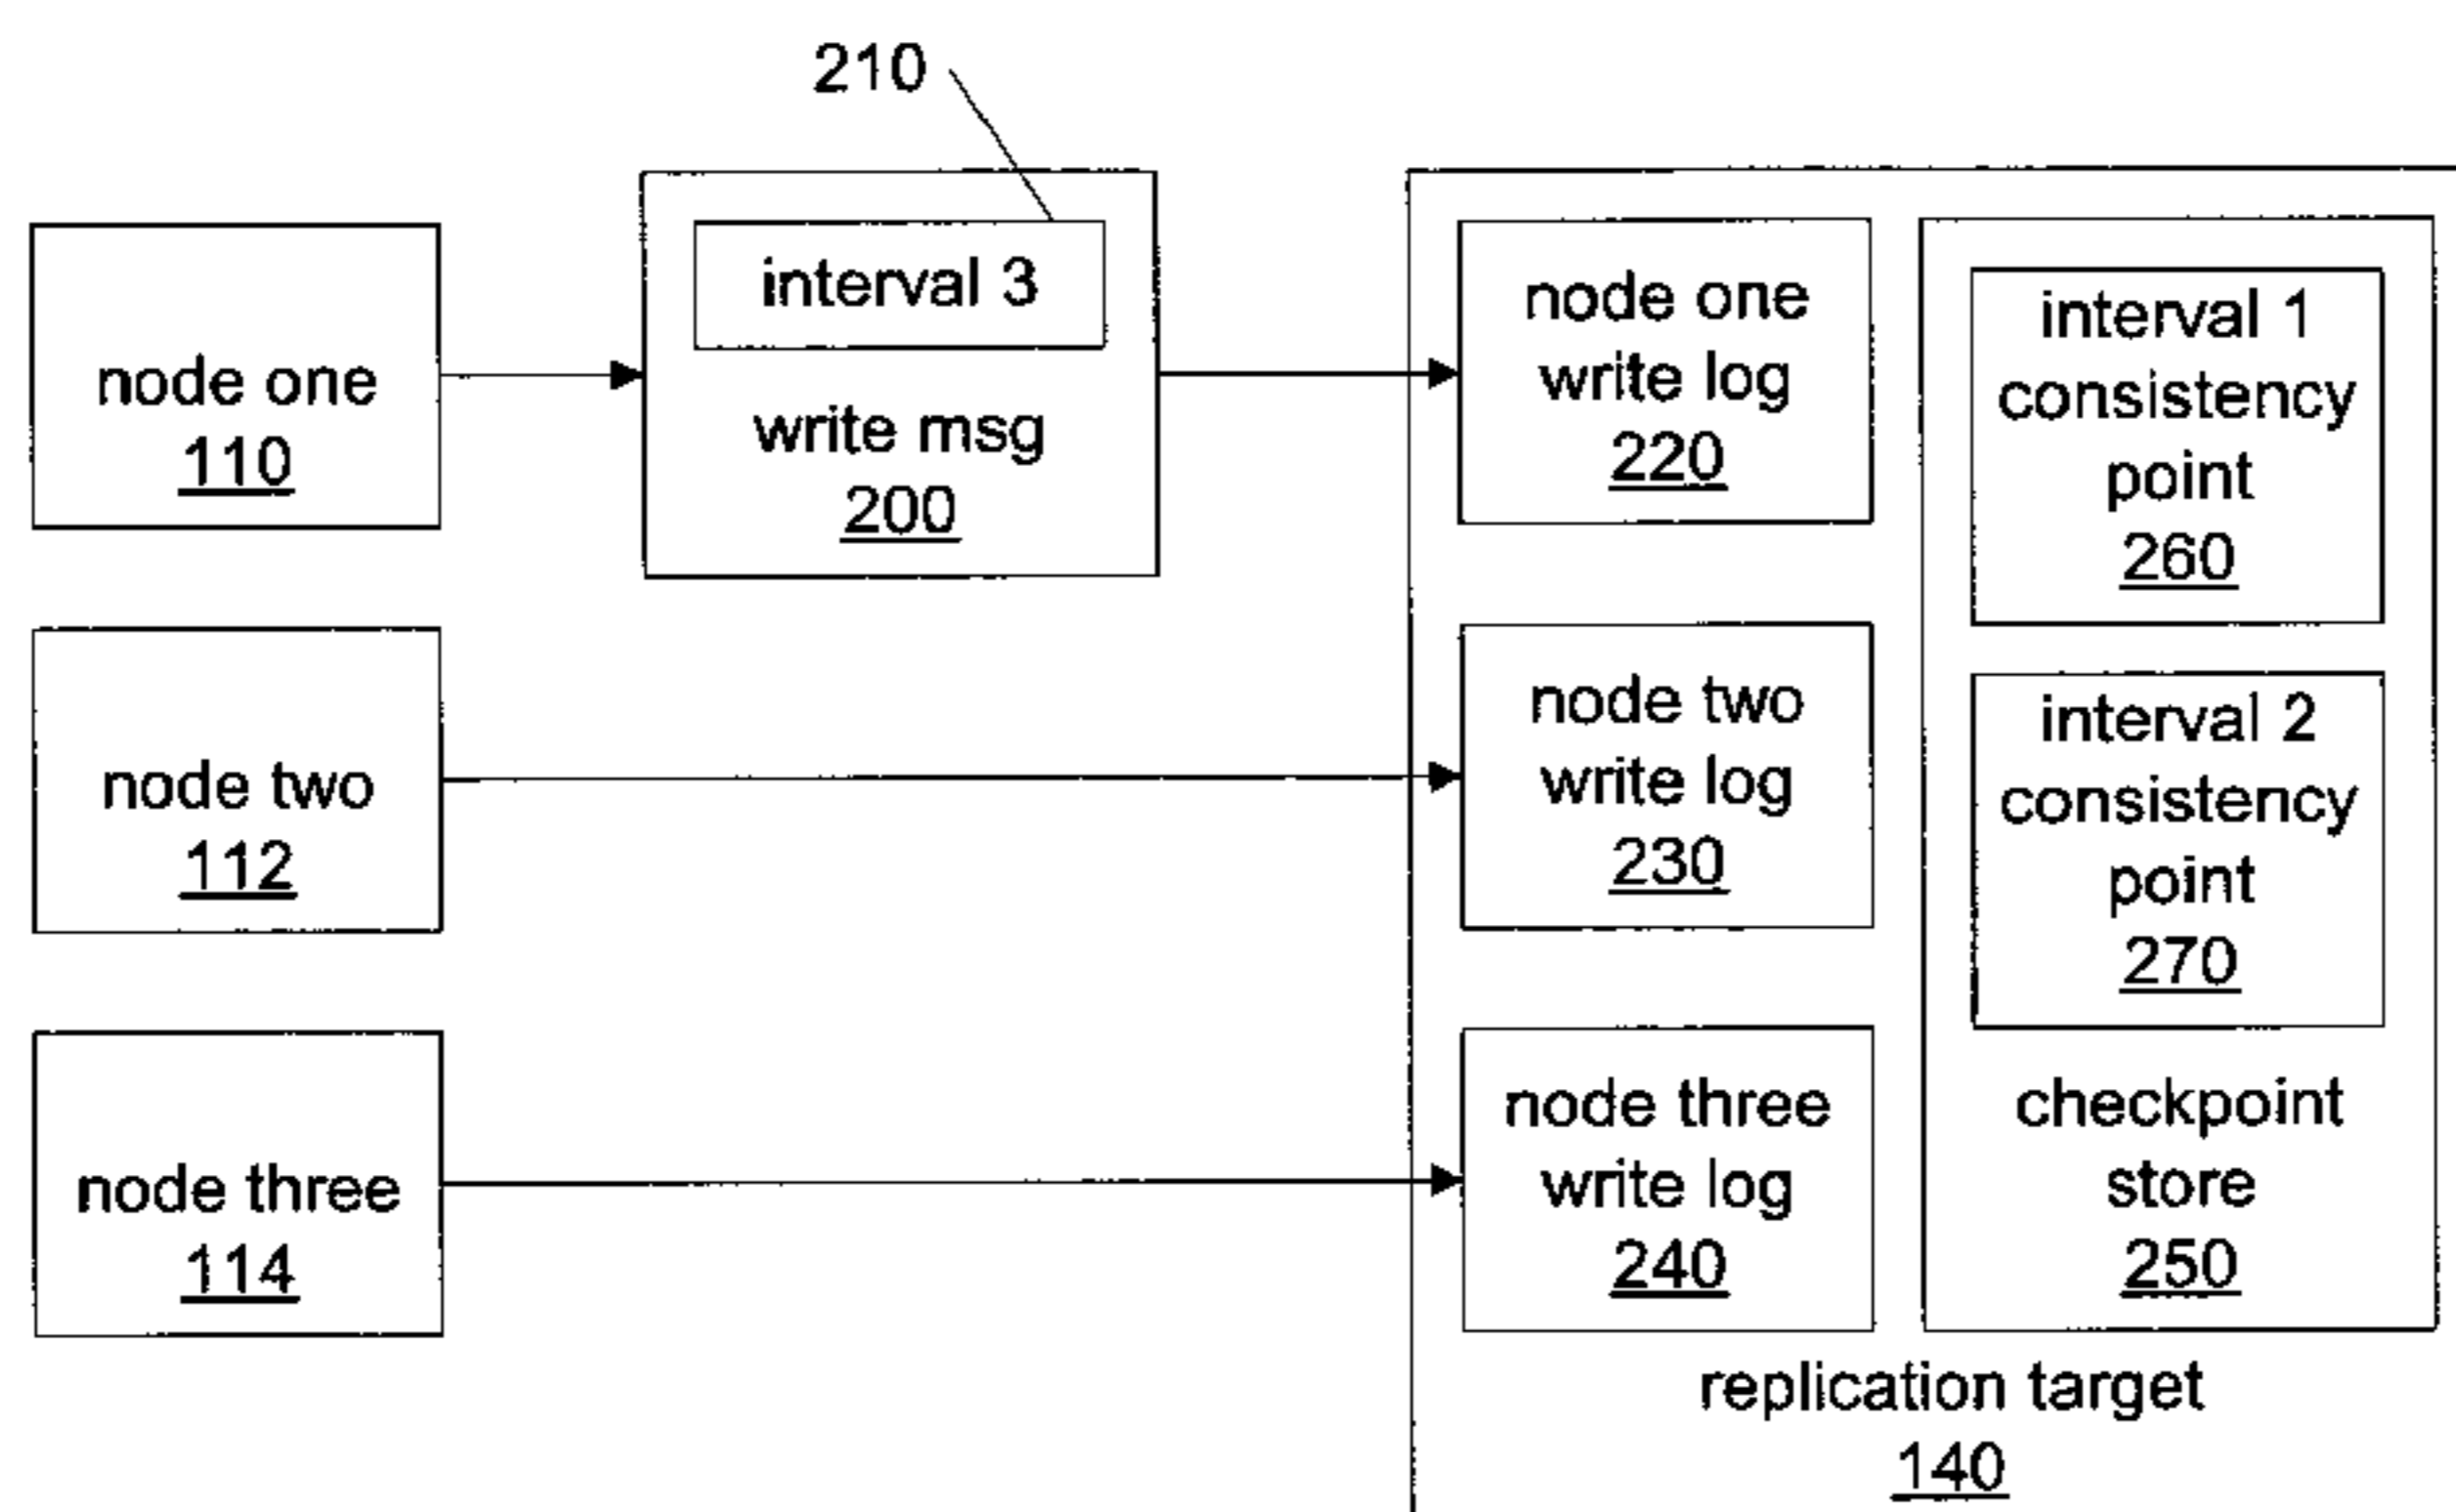 210
node one
110
interval 3
write msg
200
node one
write log
220
interval 1
consistency
point
260
node two
112
node two
write log
230
interval 2
consistency
point
270
node three
114
node three
write log
240
checkpoint
store
250
replication target
140